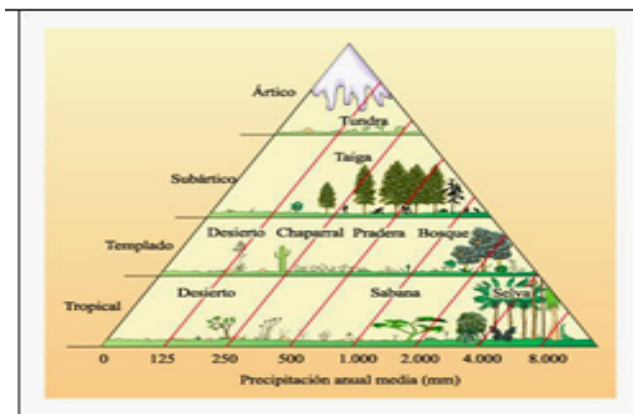 Ártico
Tundra
Taiga
Subártico
Desierto Chaparral Pradera Bosque
Templado
Desierto Sabana Selva
Tropical
0 125 250 500 1.000 2.000 4.000 8.000
Precipitación anual media (mm)